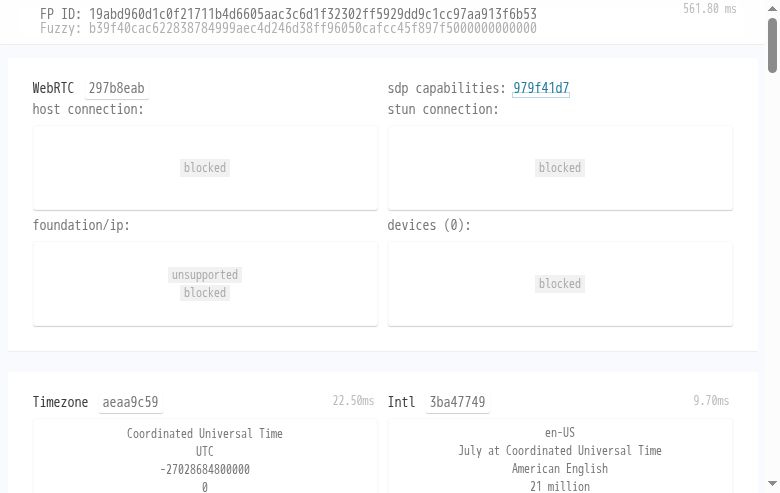 FP ID: 19abd960d1c0f21711b4d6605aac3c6d1f32302ff5929dd9c1cc97aa913f6b53
561.80 ms
Fuzzy: b39f40cac622838784999aec4d246d38ff96050cafcc45f897f5000000000000
WebRTC 297b8eab
host connection:
blocked
sdp capabilities: 979f41d7
stun connection:
blocked
foundation/ip:
unsupported
blocked
devices (0):
blocked
Timezone aeaa9c59 22.50ms
Coordinated Universal Time
UTC
-27028684800000
0
Intl 3ba47749 9.70ms
en-US
July at Coordinated Universal Time
American English
21 million